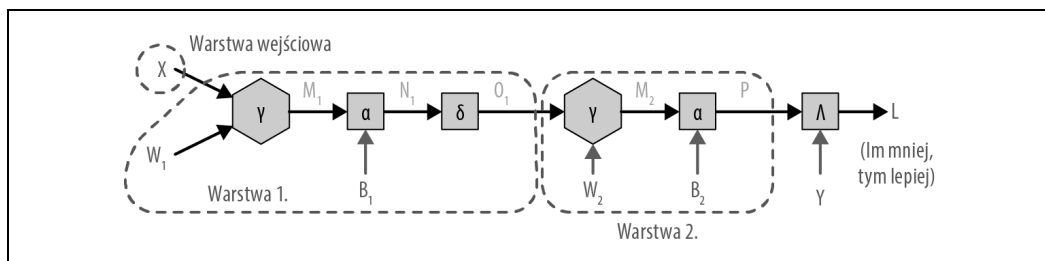 Warstwa wejściowa
X
W₁
γ
M₁
α
N₁
δ
O₁
γ
M₂
α
P
Λ
L
(Im mniej,
tym lepiej)
Warstwa 1.
B₁
W₂
B₂
Y
Warstwa 2.